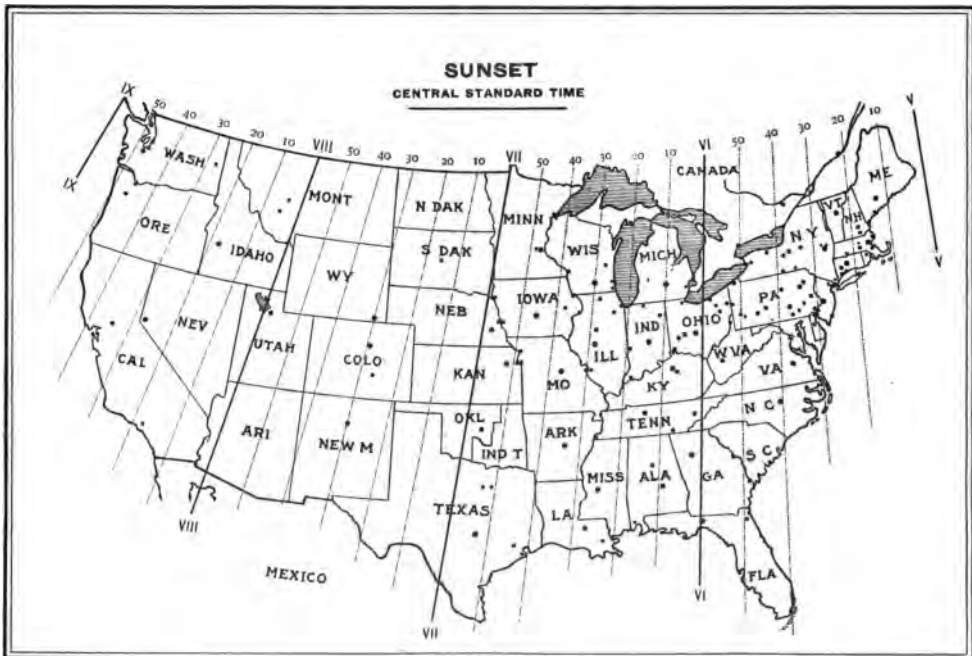 SUNSET
CENTRAL STANDARD TIME
IX 50 40 30 20 10 VIII 50 40 30 20 10 VII 50 40 30 20 10 VI 50 40 30 20 10 V
CANADA
WASH
MONT
N DAK
MINN
ME
VT
NH
ORE
IDAHO
WY
S DAK
WIS
MICH
N Y
IX
V
NEV
UTAH
COLO
NEB
IOWA
ILL
IND
OHIO
PA
CAL
KAN
MO
KY
W VA
VA
ARI
NEW M
OKL
IND T
ARK
TENN
N C
S C
TEXAS
LA
MISS
ALA
GA
FLA
MEXICO
VIII
VII
VI